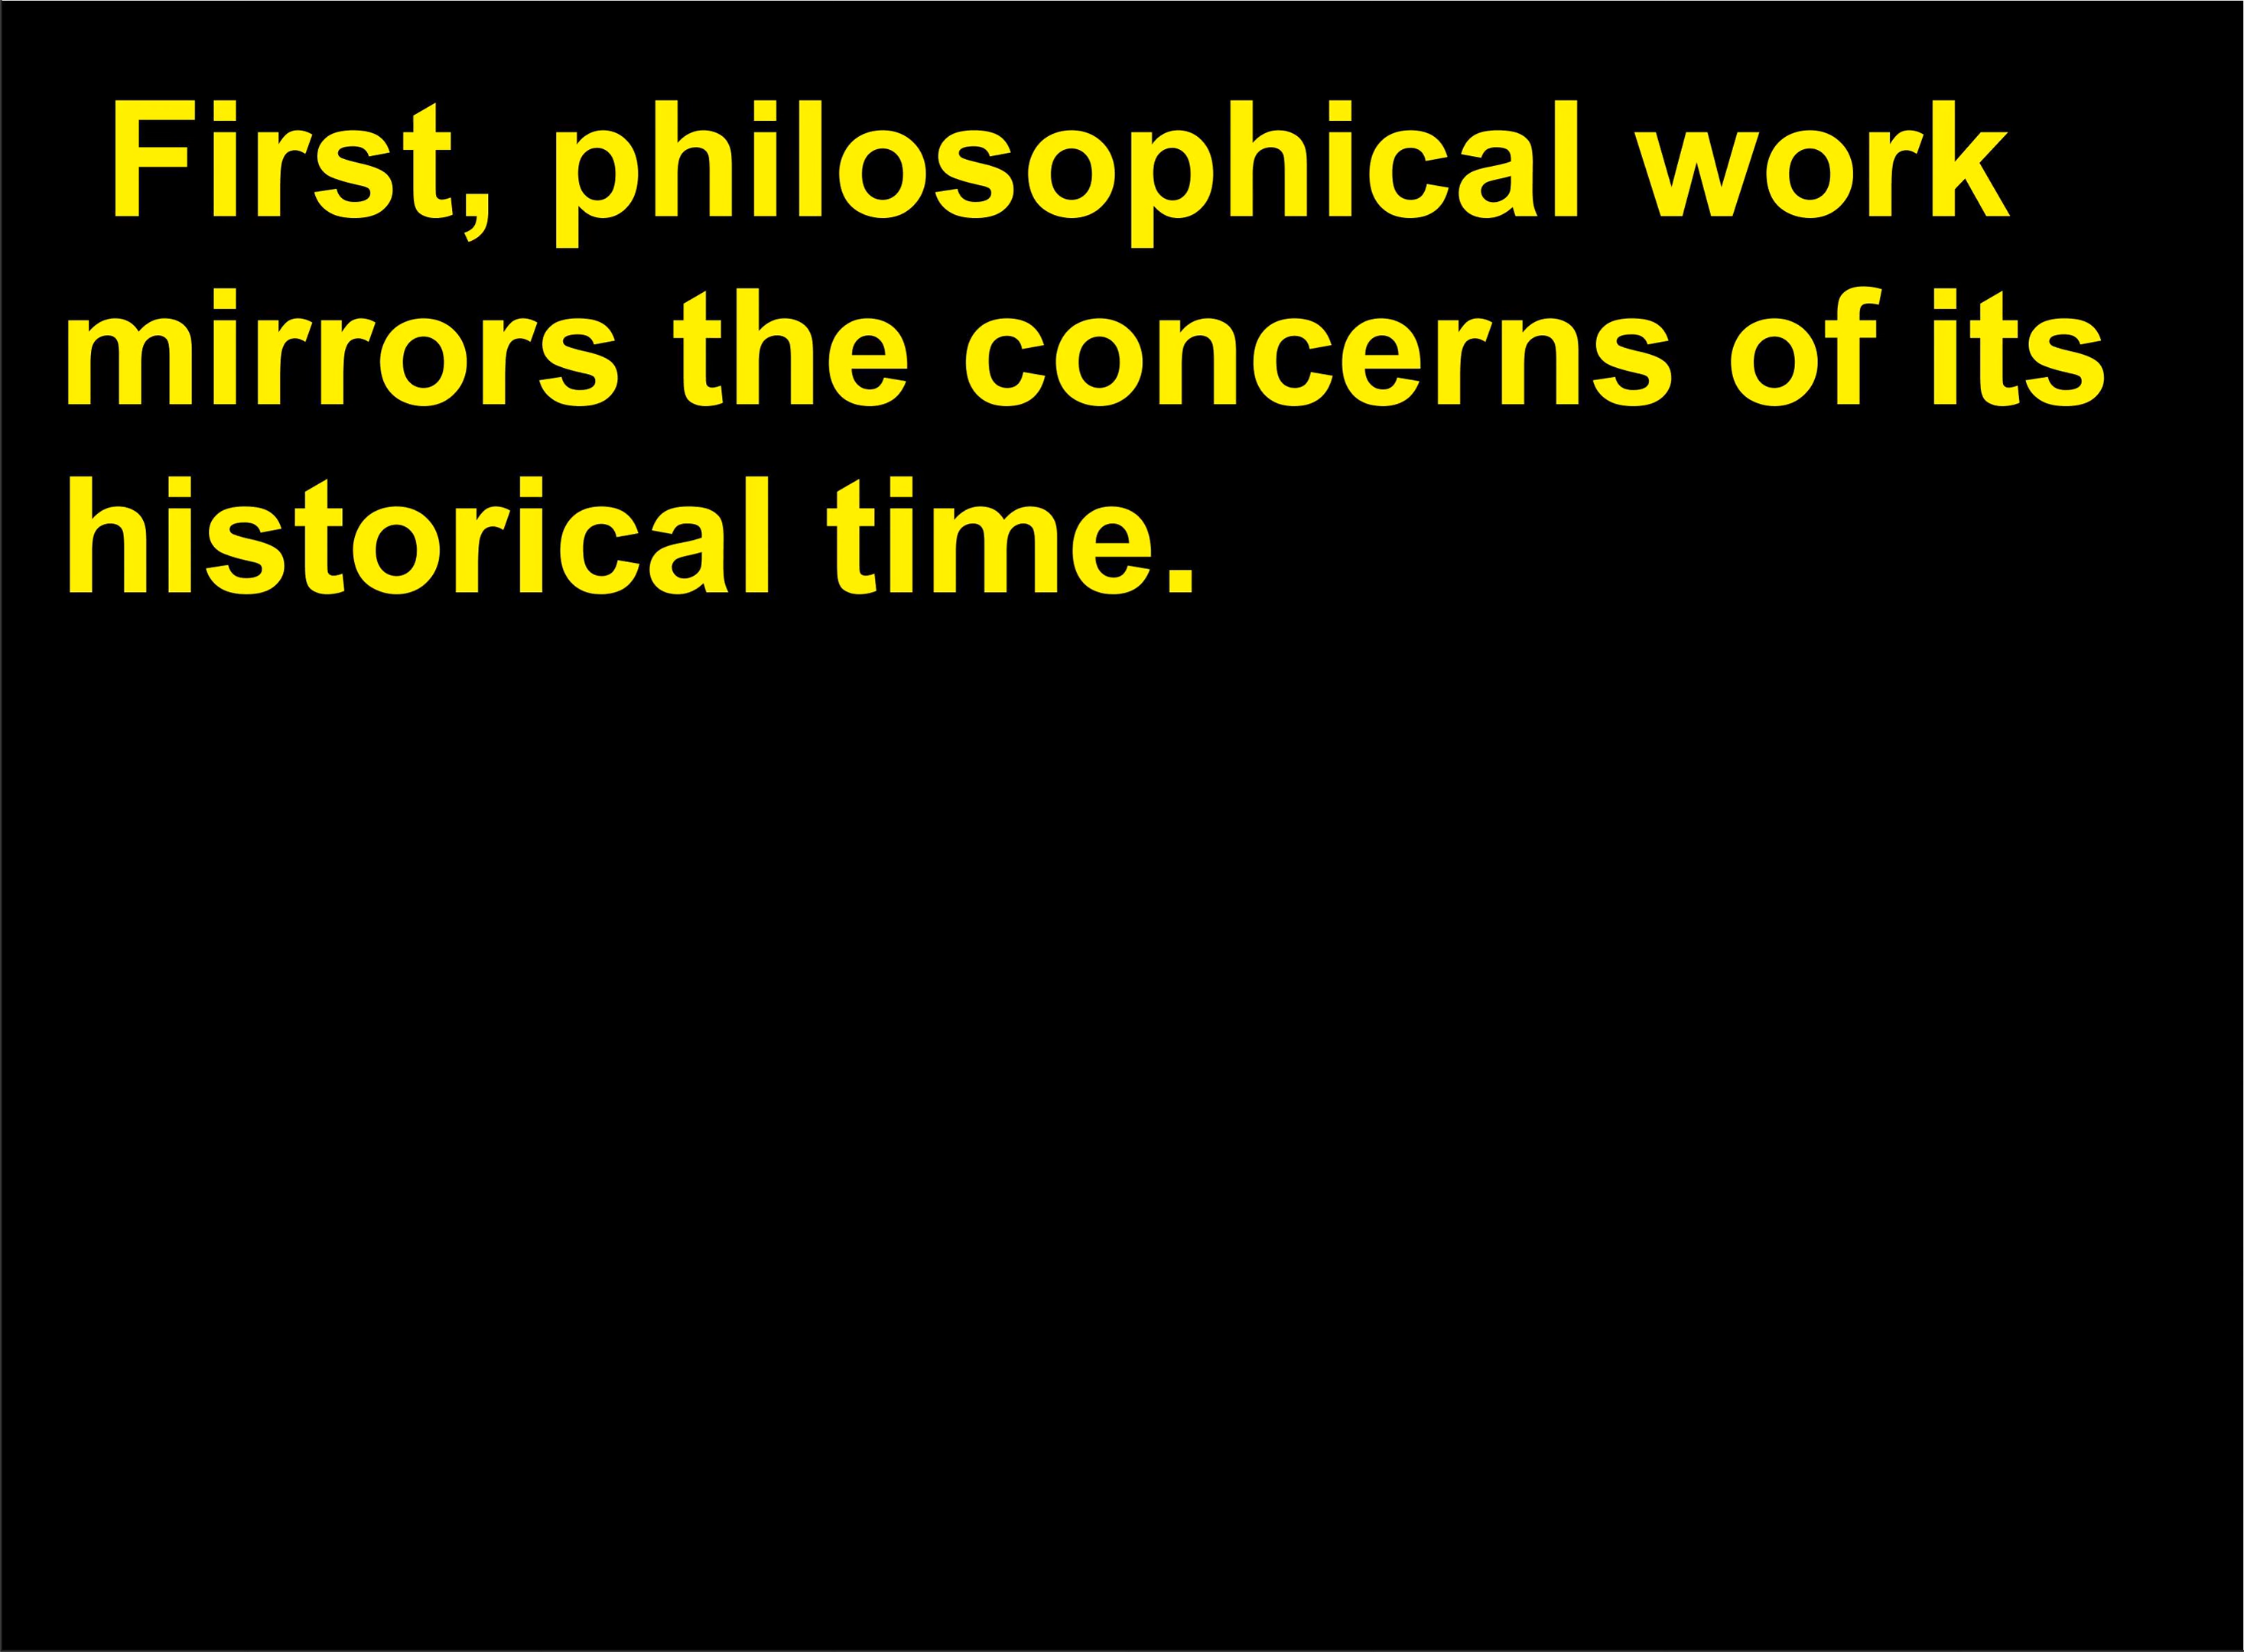 First, philosophical work
mirrors the concerns of its
historical time.